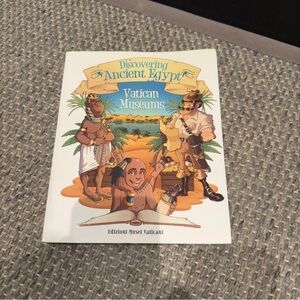 Discovering
Ancient Egypt
Vatican
Museums
Edizioni Musei Vaticani